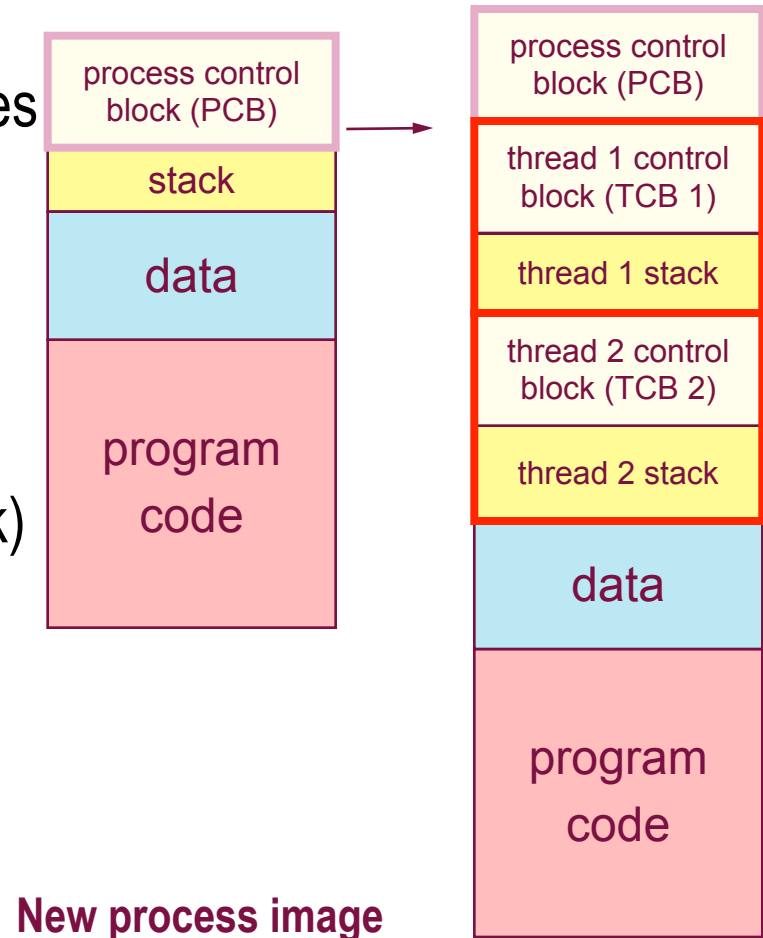 es
k)
process control
block (PCB)
stack
data
program
code
process control
block (PCB)
thread 1 control
block (TCB 1)
thread 1 stack
thread 2 control
block (TCB 2)
thread 2 stack
data
program
code
New process image